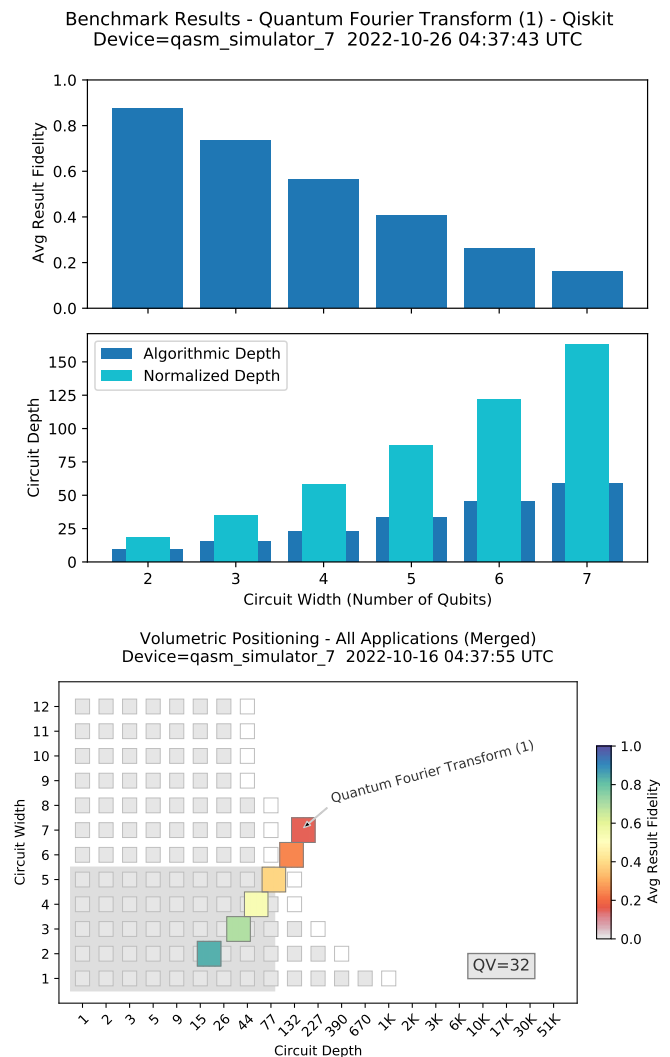 Benchmark Results - Quantum Fourier Transform (1) - Qiskit
Device=qasm_simulator_7  2022-10-26 04:37:43 UTC
1.0
0.8
0.6
0.4
0.2
0.0
Avg Result Fidelity
Algorithmic Depth
Normalized Depth
150
125
100
75
50
25
0
Circuit Depth
2 3 4 5 6 7
Circuit Width (Number of Qubits)
Volumetric Positioning - All Applications (Merged)
Device=qasm_simulator_7  2022-10-16 04:37:55 UTC
12
11
10
9
8
7
6
5
4
3
2
1
Circuit Width
Quantum Fourier Transform (1)
QV=32
1 2 3 5 9 15 26 44 77 132 227 390 670 1K 2K 3K 6K 10K 17K 30K 51K
Circuit Depth
1.0
0.8
0.6
0.4
0.2
0.0
Avg Result Fidelity